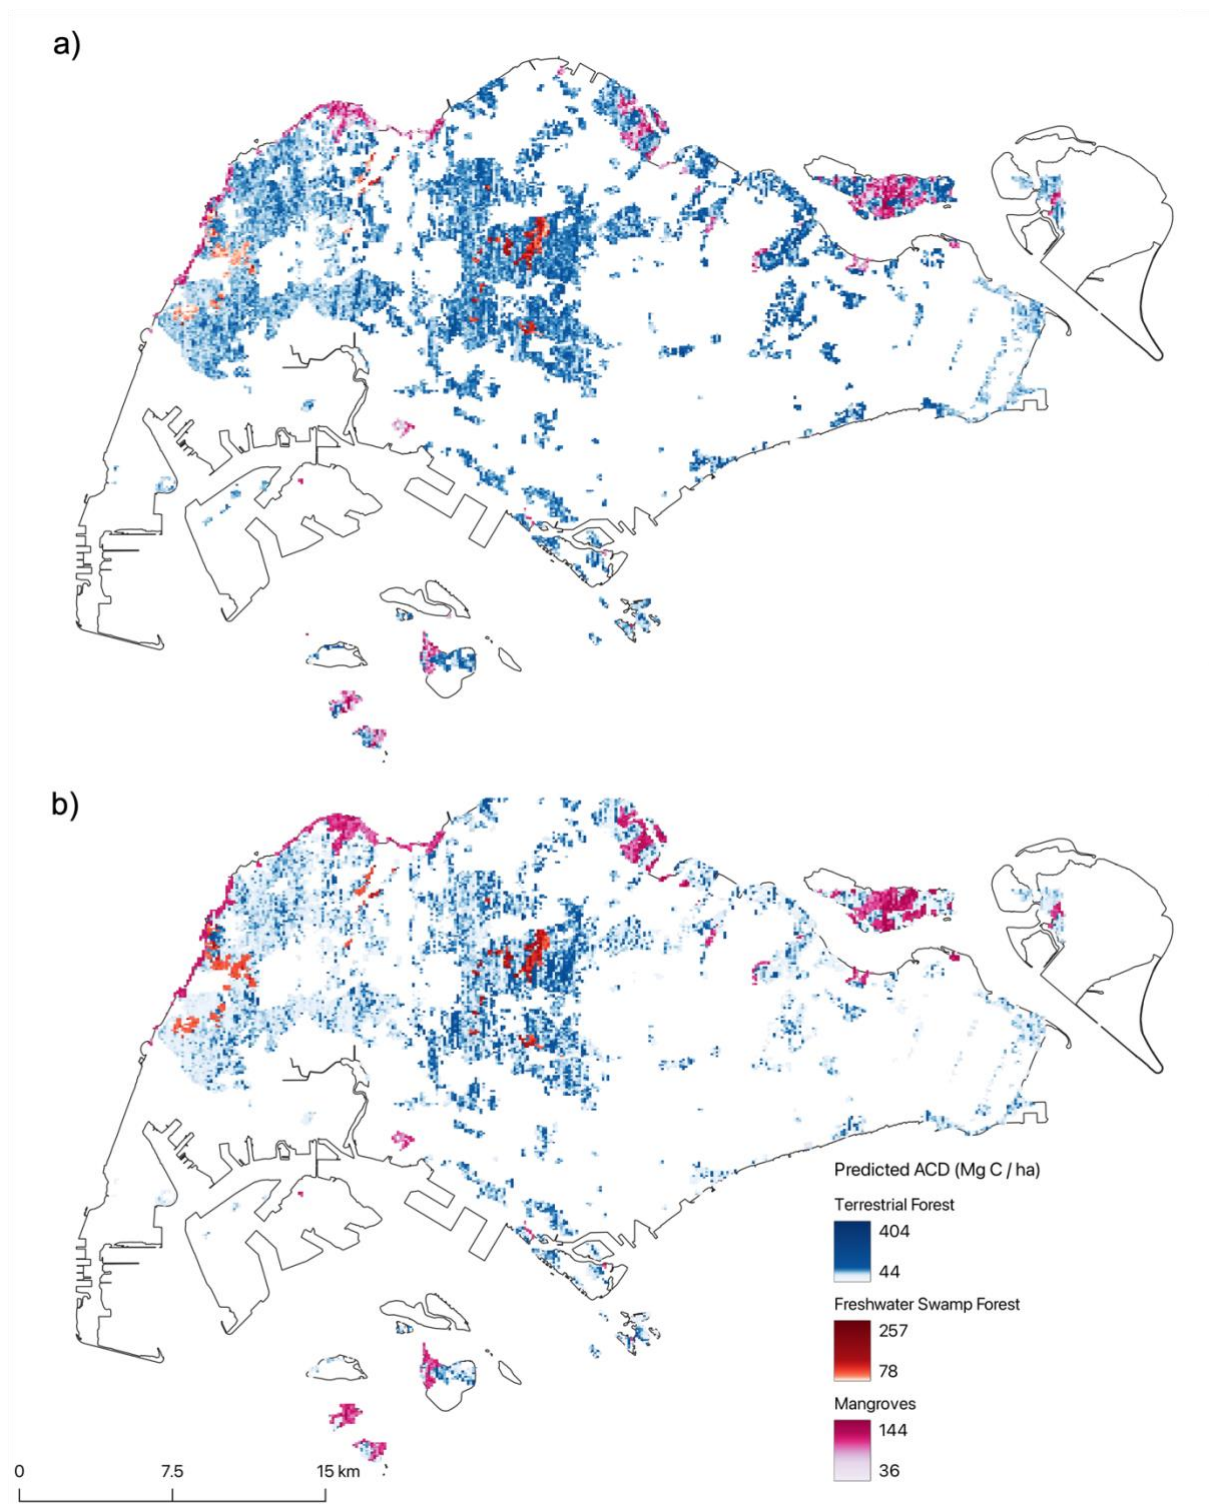 a)
b)
Predicted ACD (Mg C / ha)
Terrestrial Forest
404
44
Freshwater Swamp Forest
257
78
Mangroves
144
36
0 7.5 15 km